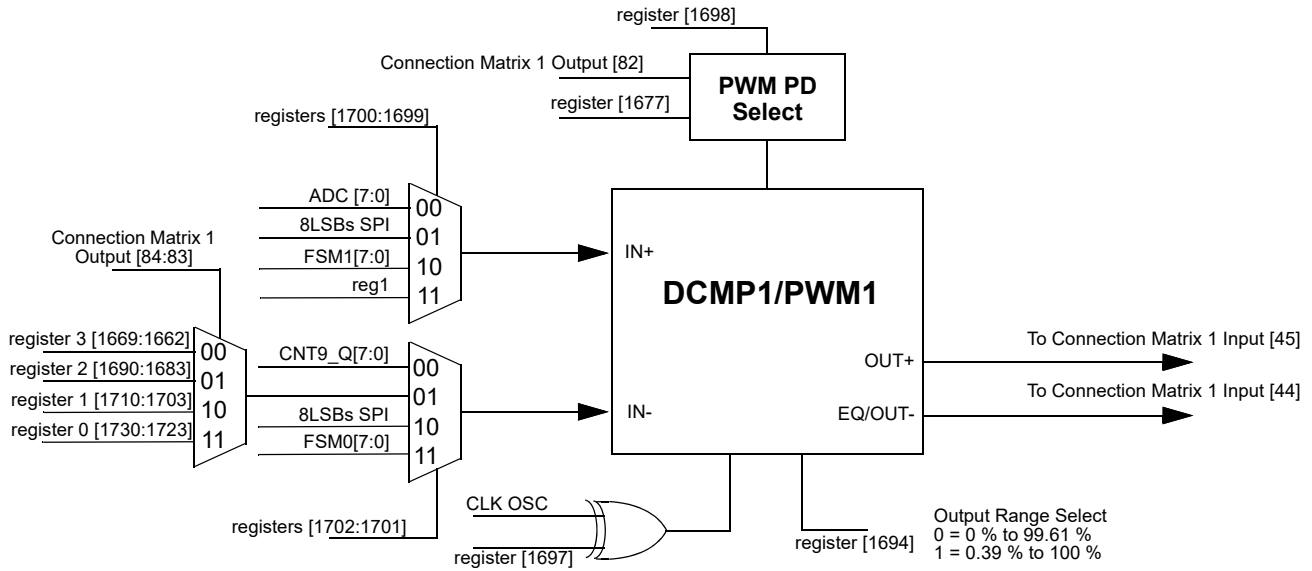 register [1698]
Connection Matrix 1 Output [82]
register [1677]
PWM PD
Select
registers [1700:1699]
ADC [7:0]
8LSBs SPI
FSM1[7:0]
reg1
00
01
10
11
Connection Matrix 1
Output [84:83]
register 3 [1669:1662]
register 2 [1690:1683]
register 1 [1710:1703]
register 0 [1730:1723]
00
01
10
11
CNT9_Q[7:0]
8LSBs SPI
FSM0[7:0]
00
01
10
11
registers [1702:1701]
IN+
DCMP1/PWM1
IN-
OUT+
EQ/OUT-
To Connection Matrix 1 Input [45]
To Connection Matrix 1 Input [44]
CLK OSC
register [1697]
register [1694]
Output Range Select
0 = 0 % to 99.61 %
1 = 0.39 % to 100 %